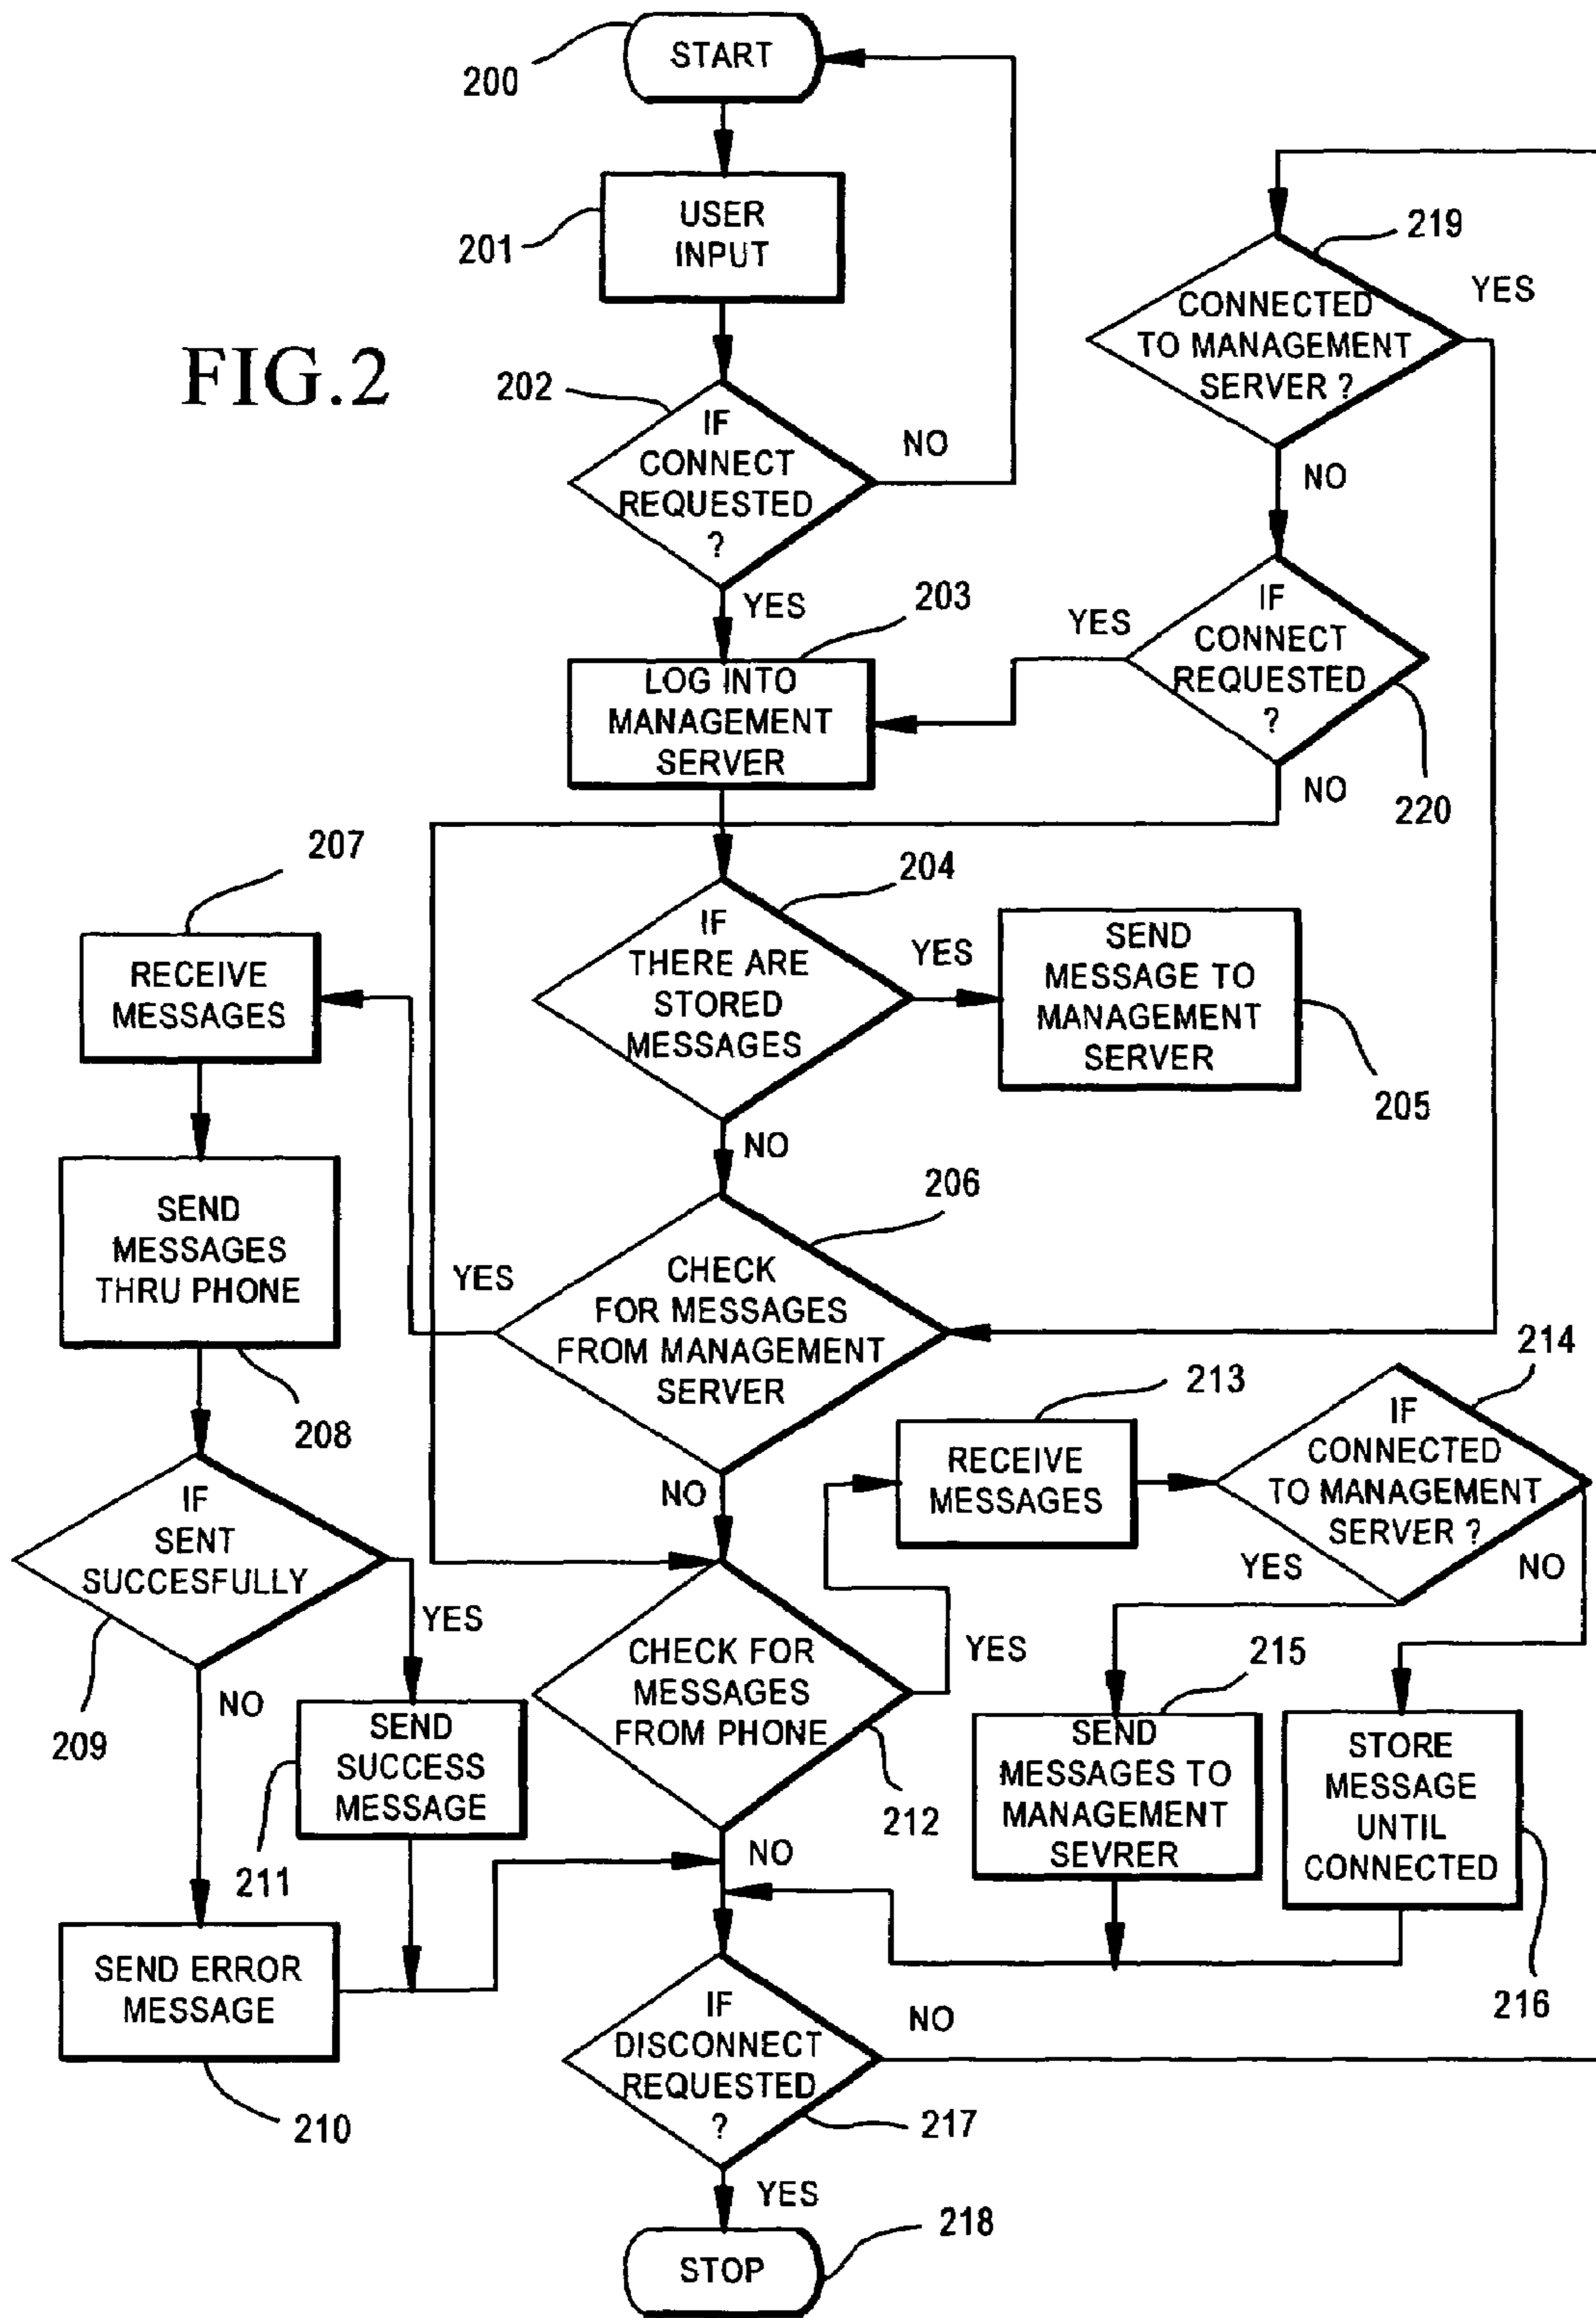 START
200
USER
INPUT
201
FIG.2
202
IF
CONNECT
REQUESTED
?
NO
YES
219
CONNECTED
TO MANAGEMENT
SERVER ?
YES
NO
203
LOG INTO
MANAGEMENT
SERVER
IF
CONNECT
REQUESTED
?
YES
NO
220
204
IF
THERE ARE
STORED
MESSAGES
YES
NO
SEND
MESSAGE TO
MANAGEMENT
SERVER
205
207
RECEIVE
MESSAGES
SEND
MESSAGES
THRU PHONE
208
206
CHECK
FOR MESSAGES
FROM MANAGEMENT
SERVER
YES
NO
IF
SENT
SUCCESFULLY
209
YES
NO
SEND
SUCCESS
MESSAGE
211
SEND ERROR
MESSAGE
210
CHECK FOR
MESSAGES
FROM PHONE
212
YES
NO
213
RECEIVE
MESSAGES
214
IF
CONNECTED
TO MANAGEMENT
SERVER ?
YES
NO
215
SEND
MESSAGES TO
MANAGEMENT
SEVRER
STORE
MESSAGE
UNTIL
CONNECTED
216
IF
DISCONNECT
REQUESTED
?
217
NO
YES
STOP
218